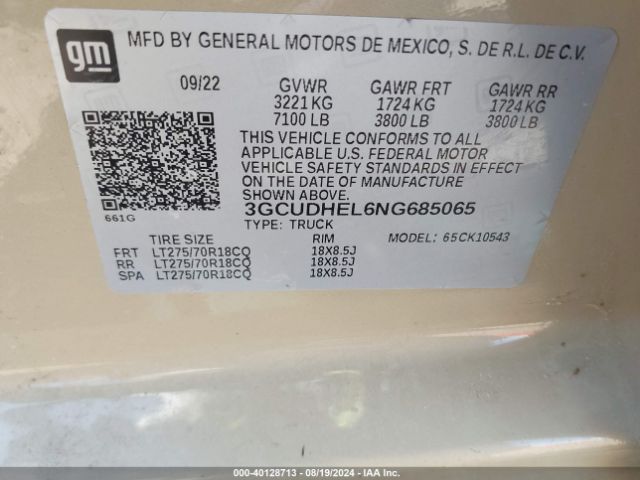 gm MFD BY GENERAL MOTORS DE MEXICO, S. DE R.L. DE C.V.
09/22 GVWR GAWR FRT GAWR RR
3221 KG 1724 KG 1724 KG
7100 LB 3800 LB 3800 LB
THIS VEHICLE CONFORMS TO ALL
APPLICABLE U.S. FEDERAL MOTOR
VEHICLE SAFETY STANDARDS IN EFFECT
ON THE DATE OF MANUFACTURE
SHOWN ABOVE.
661G 3GCUDHEL6NG685065
TYPE: TRUCK MODEL: 65CK10543
TIRE SIZE RIM
FRT LT275/70R18CQ 18X8.5J
RR LT275/70R18CQ 18X8.5J
SPA LT275/70R18CQ 18X8.5J
000-40128713 - 08/19/2024 - IAA Inc.